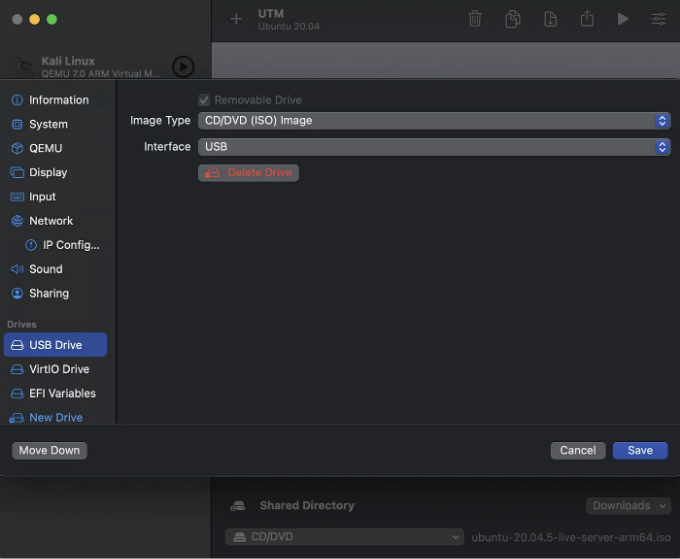 UTM
Ubuntu 20.04
Kali Linux
QEMU 7.0 ARM Virtual M...
Information
System
QEMU
Display
Input
Network
IP Config...
Sound
Sharing
Drives
USB Drive
VirtIO Drive
EFI Variables
New Drive
Removable Drive
Image Type CD/DVD (ISO) Image
Interface USB
Delete Drive
Move Down
Cancel
Save
Shared Directory
Downloads
CD/DVD
ubuntu-20.04.5-live-server-arm64.iso